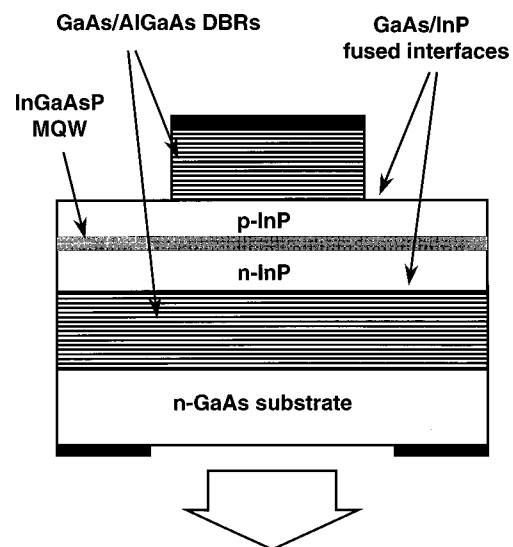 GaAs/AlGaAs DBRs
GaAs/InP
fused interfaces
InGaAsP
MQW
p-InP
n-InP
n-GaAs substrate